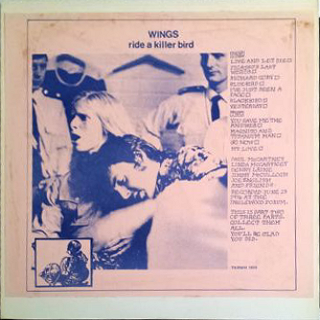 WINGS
ride a killer bird
LIVE AND LET DIE
PICASSO'S LAST
WORDS
RICHARD CORY
BLUEBIRD
I'VE JUST SEEN A
FACE
BLACKBIRD
YESTERDAY
YOU GAVE ME THE
ANSWER
MAGNETO AND
TITANIUM MAN
GO NOW
MY LOVE
PAUL McCARTNEY
LINDA McCARTNEY
DENNY LAINE
JIMMY McCULLOCH
JOE ENGLISH
AND FRIENDS
RECORDED JUNE 23
1976 AT THE
INGLEWOOD FORUM.
THIS IS PART TWO
OF THREE PARTS.
COLLECT THEM
ALL.
YOU'LL BE GLAD
YOU DID.